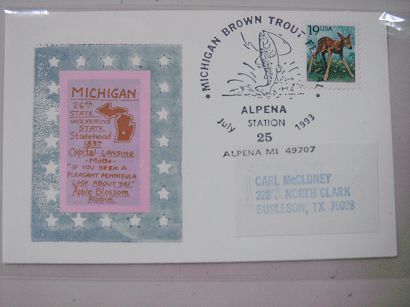 MICHIGAN
26th
STATE
WOLVERINE
STATE
Statehood
1837
Capital-LANSING
-Motto-
"IF YOU SEEK A
PLEASANT PENNISULA
LOOK ABOUT YOU"
Apple Blossom
Robin
MICHIGAN BROWN TROUT
ALPENA
STATION
July 25 1993
ALPENA MI 49707
19 USA
CARL McCLUNEY
NORTH CLARK
BURLESON, TX 76028